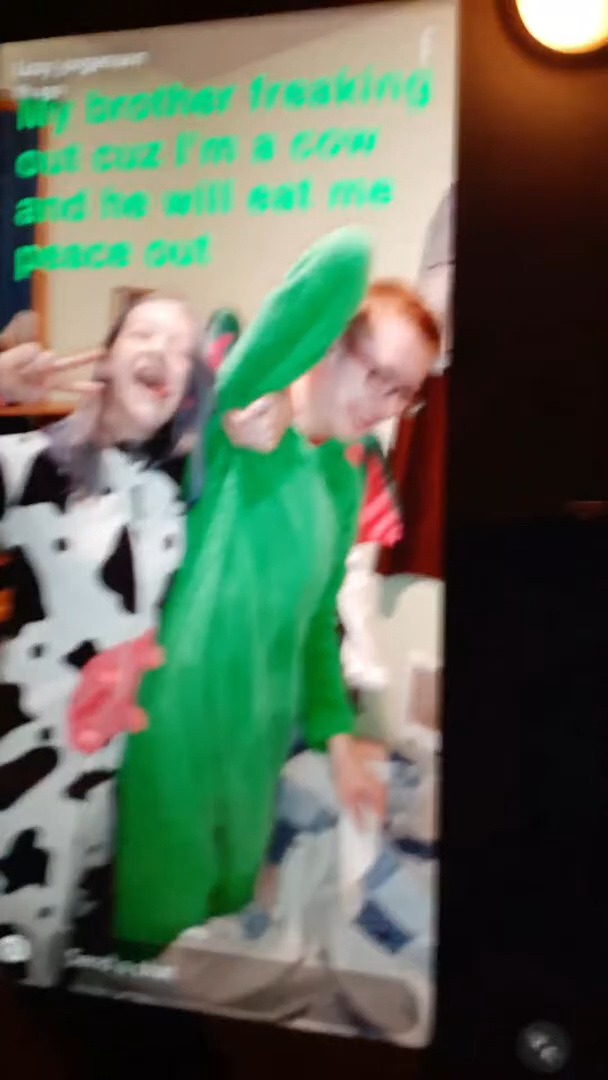 My brother freaking
out cuz I'm a cow
and he will eat me
peace out